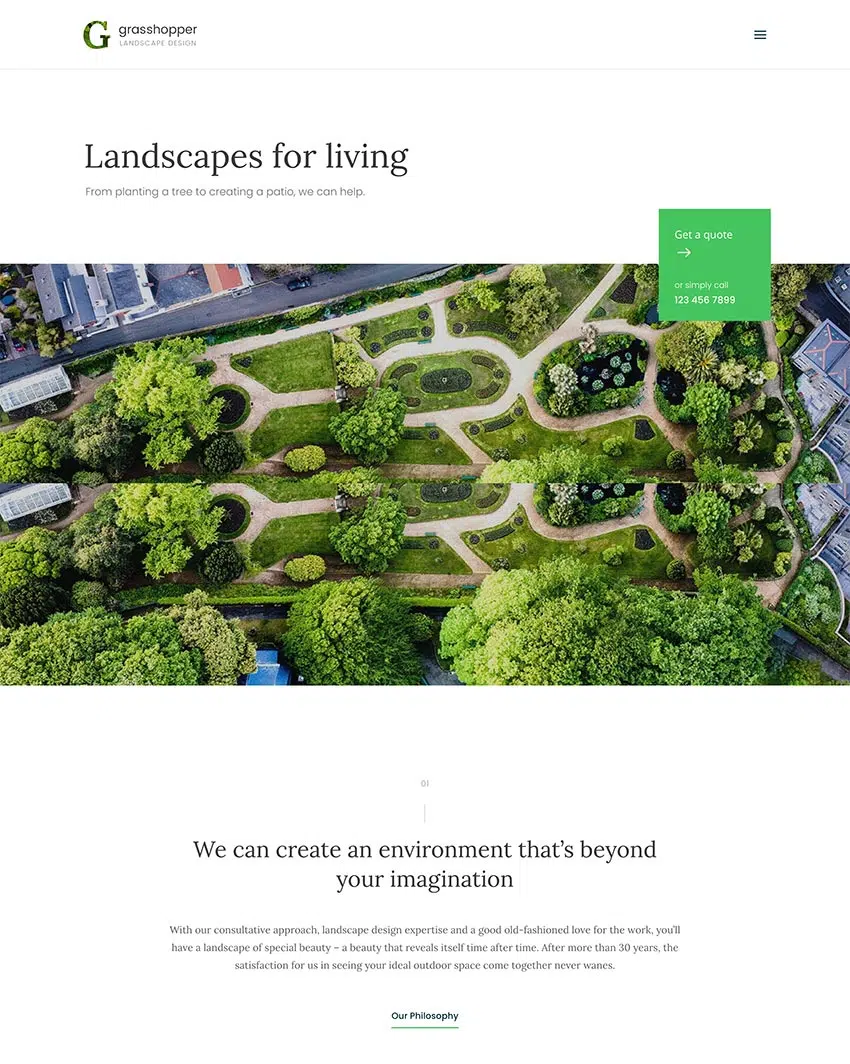 G grasshopper
LANDSCAPE DESIGN
Landscapes for living
From planting a tree to creating a patio, we can help.
Get a quote
→
or simply call
123 456 7899
01
We can create an environment that’s beyond
your imagination
With our consultative approach, landscape design expertise and a good old-fashioned love for the work, you’ll
have a landscape of special beauty – a beauty that reveals itself time after time. After more than 30 years, the
satisfaction for us in seeing your ideal outdoor space come together never wanes.
Our Philosophy